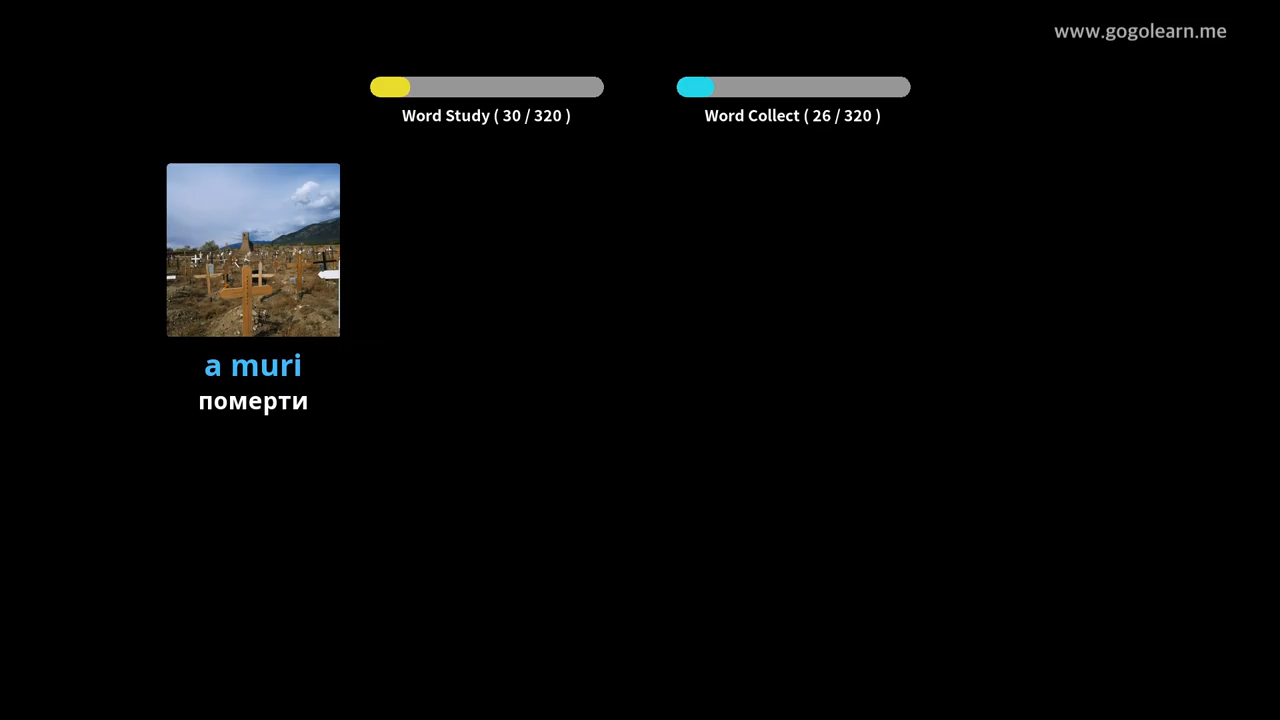 www.gogolearn.me
Word Study ( 30 / 320 )
Word Collect ( 26 / 320 )
a muri
померти